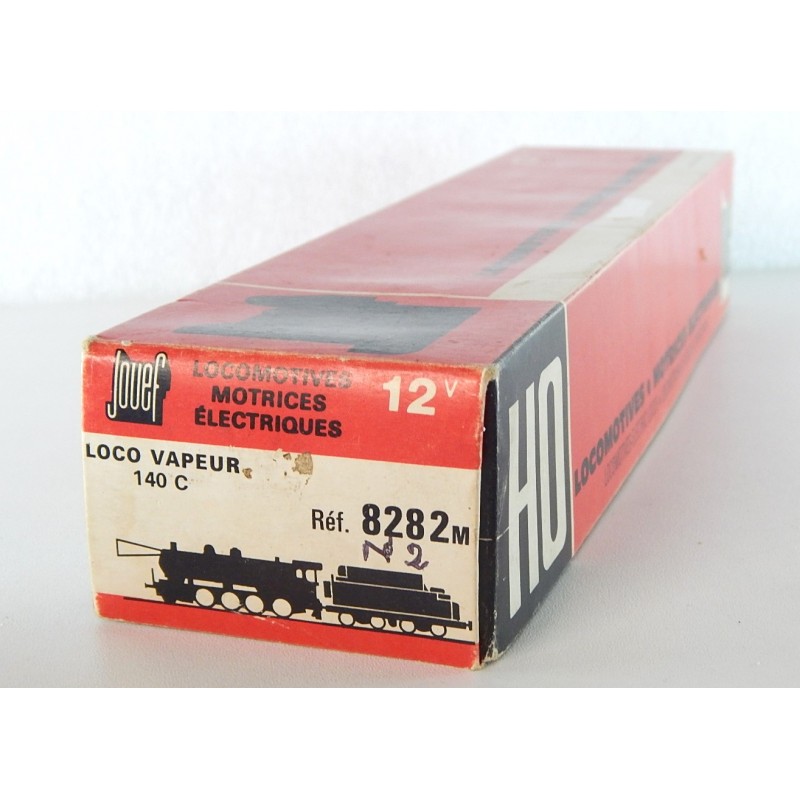 Jouef
LOCOMOTIVES
MOTRICES
ÉLECTRIQUES
12V
LOCO VAPEUR
140 C
Réf. 8282M
N° 2
HO
LOCOMOTIVES • MOTRICES